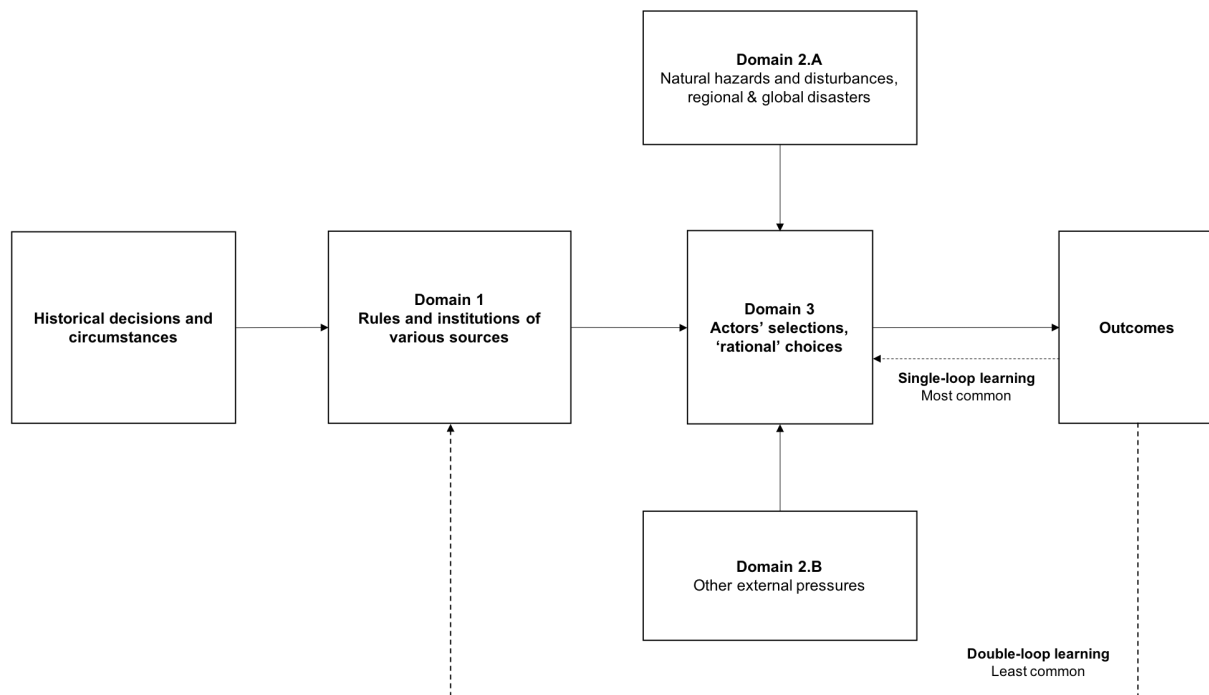 Domain 2.A
Natural hazards and disturbances,
regional & global disasters
Historical decisions and
circumstances
Domain 1
Rules and institutions of
various sources
Domain 3
Actors’ selections,
‘rational’ choices
Outcomes
Single-loop learning
Most common
Domain 2.B
Other external pressures
Double-loop learning
Least common